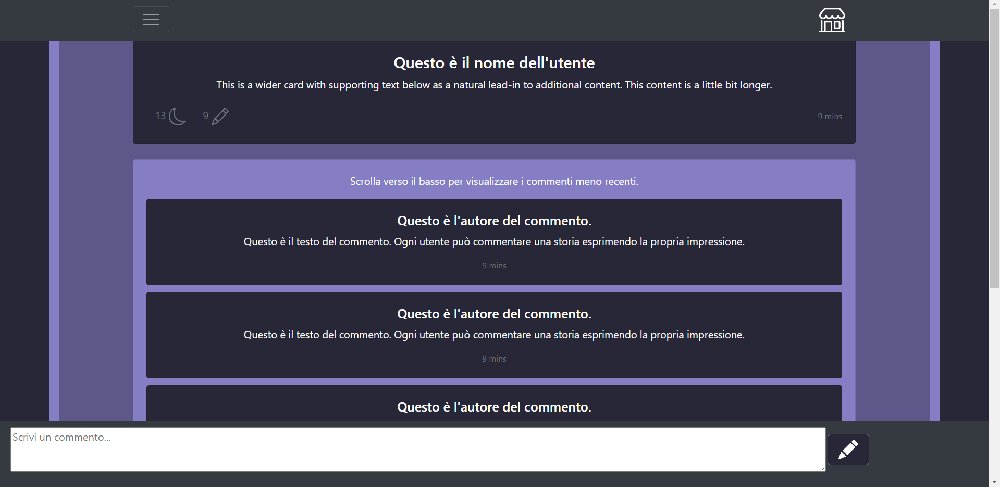 Questo è il nome dell'utente
This is a wider card with supporting text below as a natural lead-in to additional content. This content is a little bit longer.
13 9 9 mins
Scrolla verso il basso per visualizzare i commenti meno recenti.
Questo è l'autore del commento.
Questo è il testo del commento. Ogni utente può commentare una storia esprimendo la propria impressione.
9 mins
Questo è l'autore del commento.
Questo è il testo del commento. Ogni utente può commentare una storia esprimendo la propria impressione.
9 mins
Questo è l'autore del commento.
Scrivi un commento...